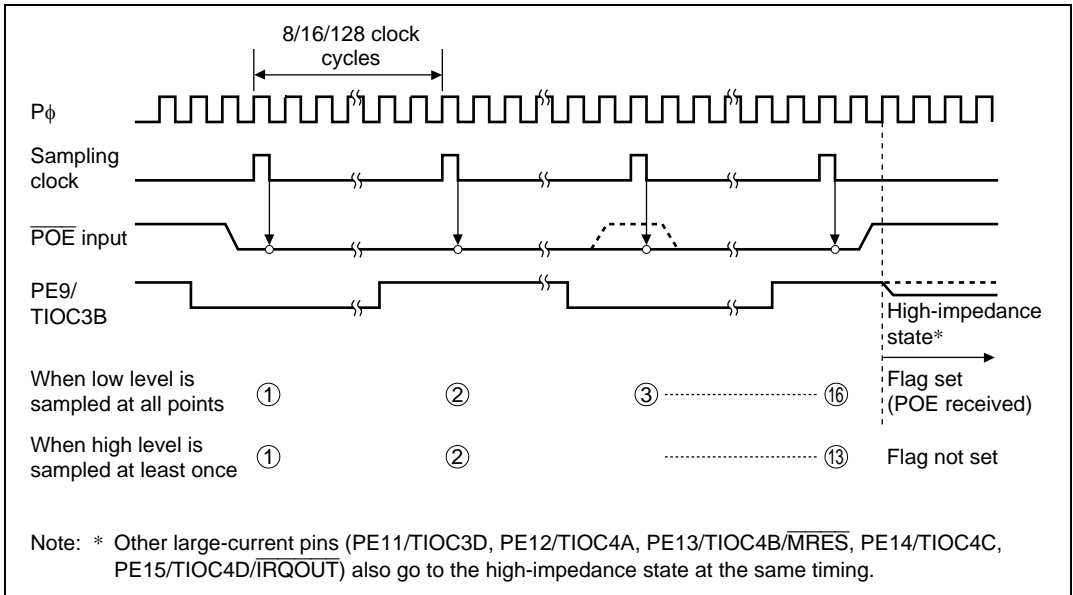 8/16/128 clock
cycles
Pϕ
Sampling
clock
POE input
PE9/
TIOC3B
High-impedance
state*
When low level is
sampled at all points
① ② ③ ⑯
Flag set
(POE received)
When high level is
sampled at least once
① ② ⑬ Flag not set
Note: * Other large-current pins (PE11/TIOC3D, PE12/TIOC4A, PE13/TIOC4B/MRES, PE14/TIOC4C,
PE15/TIOC4D/IRQOUT) also go to the high-impedance state at the same timing.